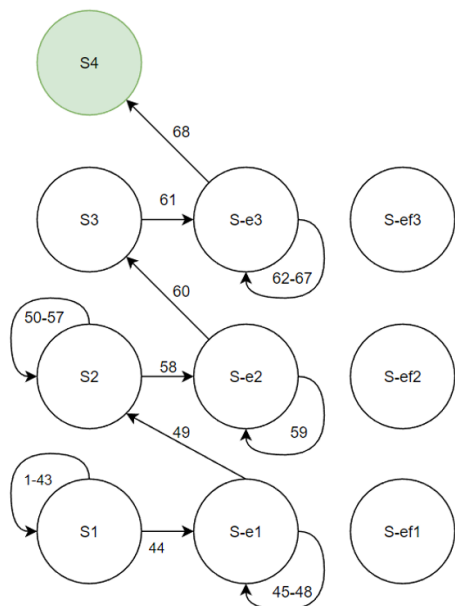 S4
68
61
S3
S-e3
S-ef3
62-67
60
50-57
58
S2
S-e2
S-ef2
59
49
1-43
S1
S-e1
S-ef1
44
45-48